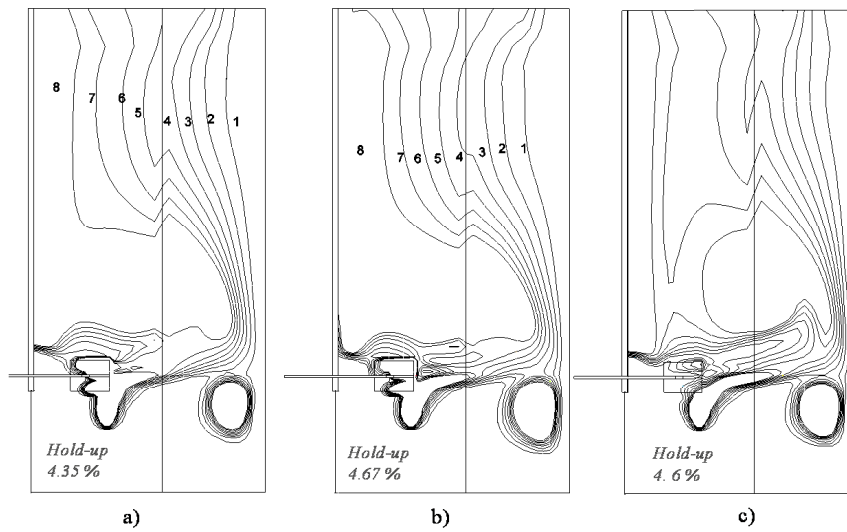 8 7 6 5 4 3 2 1
Hold-up
4.35 %
a)
8 7 6 5 4 3 2 1
Hold-up
4.67 %
b)
Hold-up
4. 6 %
c)